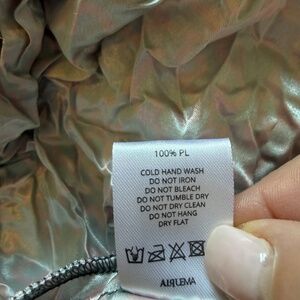 100% PL
COLD HAND WASH
DO NOT IRON
DO NOT BLEACH
DO NOT TUMBLE DRY
DO NOT DRY CLEAN
DO NOT HANG
DRY FLAT